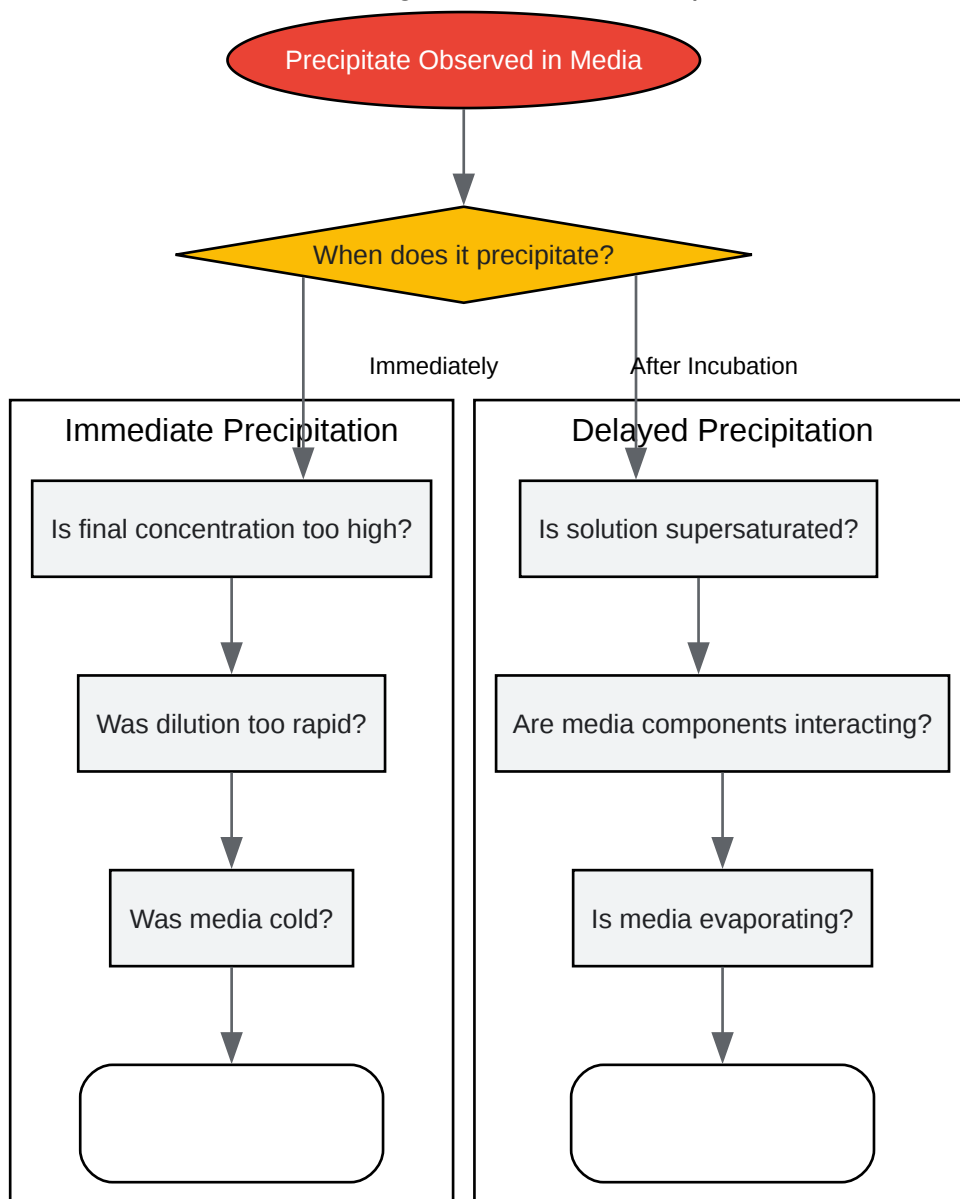 Precipitate Observed in Media
When does it precipitate?
Immediately
After Incubation
Immediate Precipitation
Is final concentration too high?
Was dilution too rapid?
Was media cold?
Delayed Precipitation
Is solution supersaturated?
Are media components interacting?
Is media evaporating?